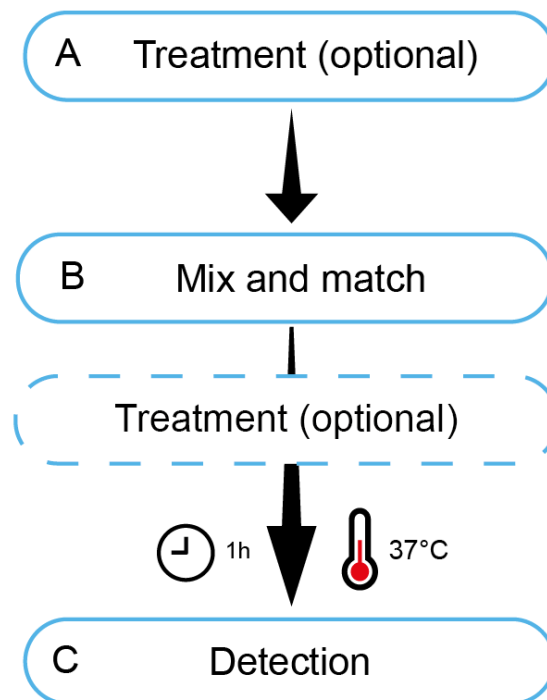 A Treatment (optional)
B Mix and match
Treatment (optional)
1h 37°C
C Detection